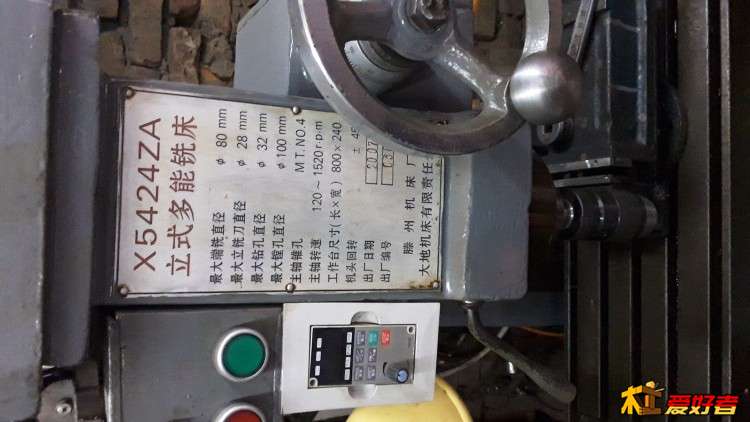 X5424ZA
立式多能铣床
最大端铣直径 φ 80 mm
最大立铣刀直径 φ 28 mm
最大钻孔直径 φ 32 mm
最大镗孔直径 φ 100 mm
主轴锥孔 MT.NO.4
主轴转速 120~1520r·p·m
工作台尺寸(长×宽) 800×240
机头回转 ± 45
出厂日期 2007
出厂编号
滕州机床厂
大地机床有限责任
爱好者